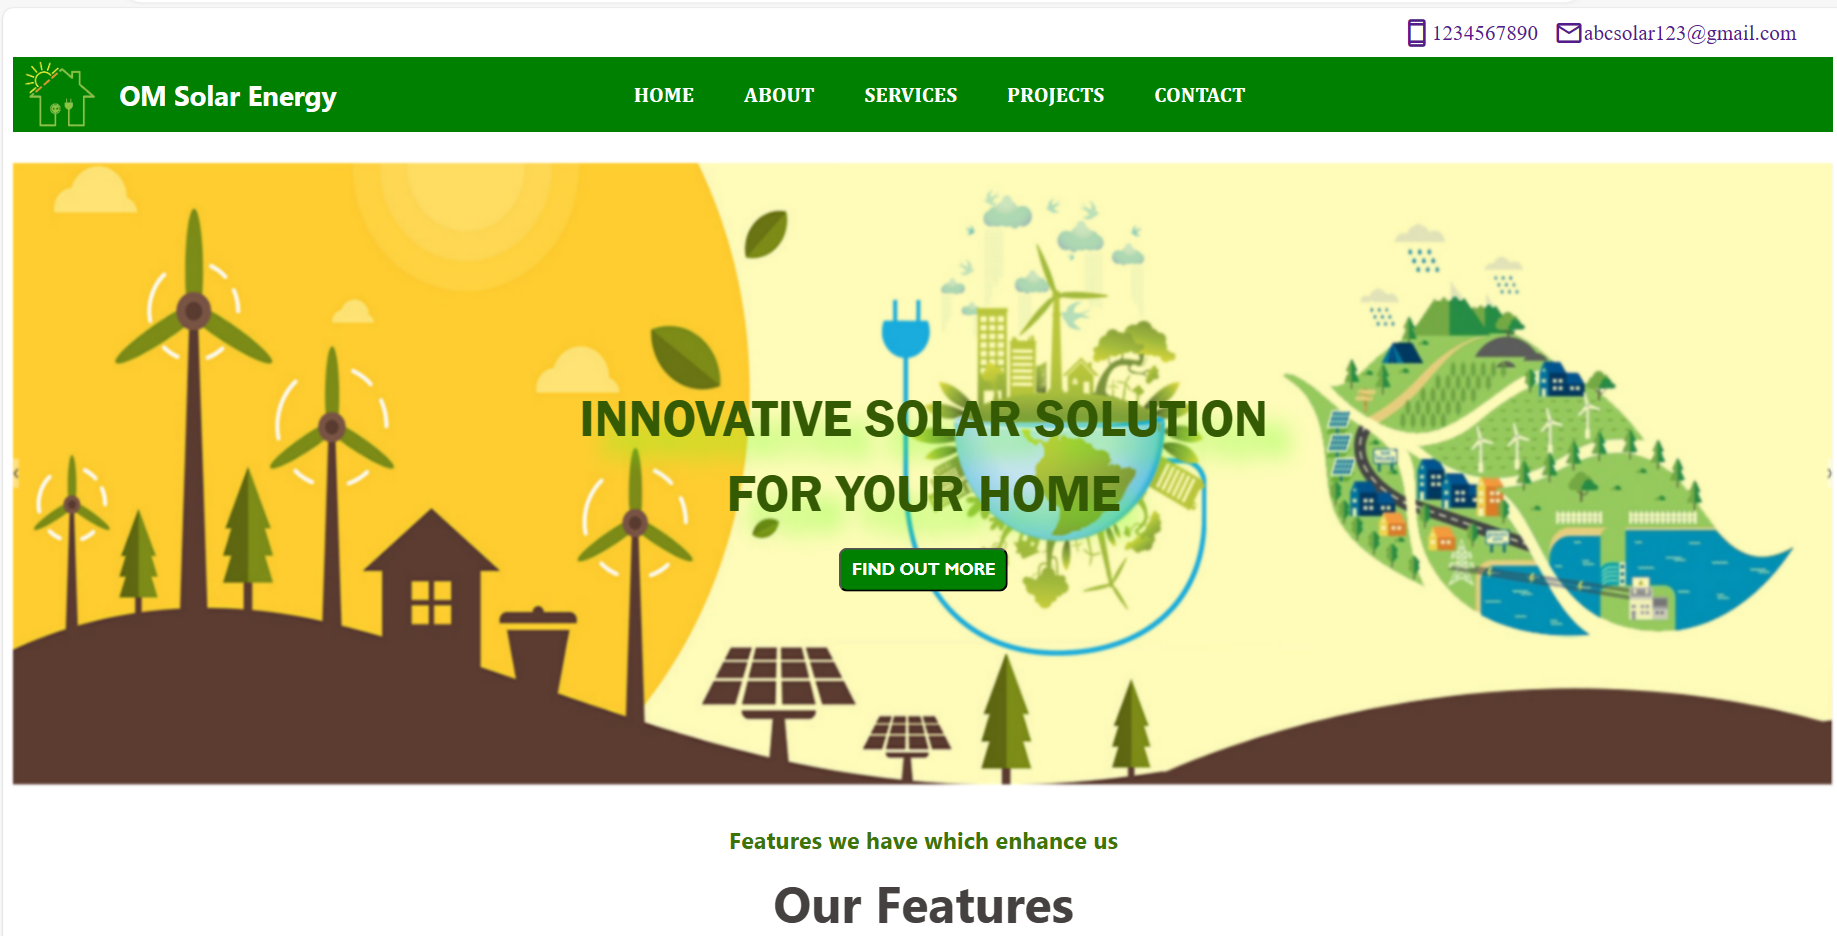 1234567890 abcsolar123@gmail.com
OM Solar Energy HOME ABOUT SERVICES PROJECTS CONTACT
INNOVATIVE SOLAR SOLUTION
FOR YOUR HOME
FIND OUT MORE
Features we have which enhance us
Our Features